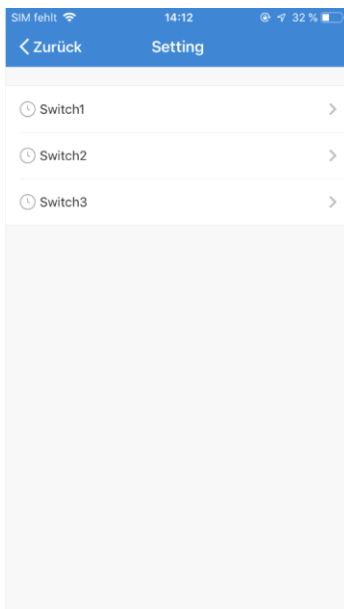 SIM fehlt 14:12 32 %
Zurück Setting
Switch1
Switch2
Switch3